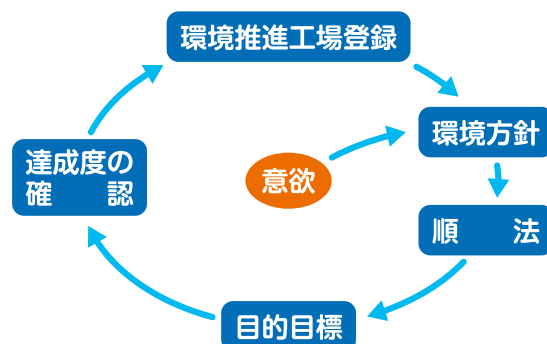 環境推進工場登録
環境方針
意欲
達成度の
確　　認
順　　法
目的目標